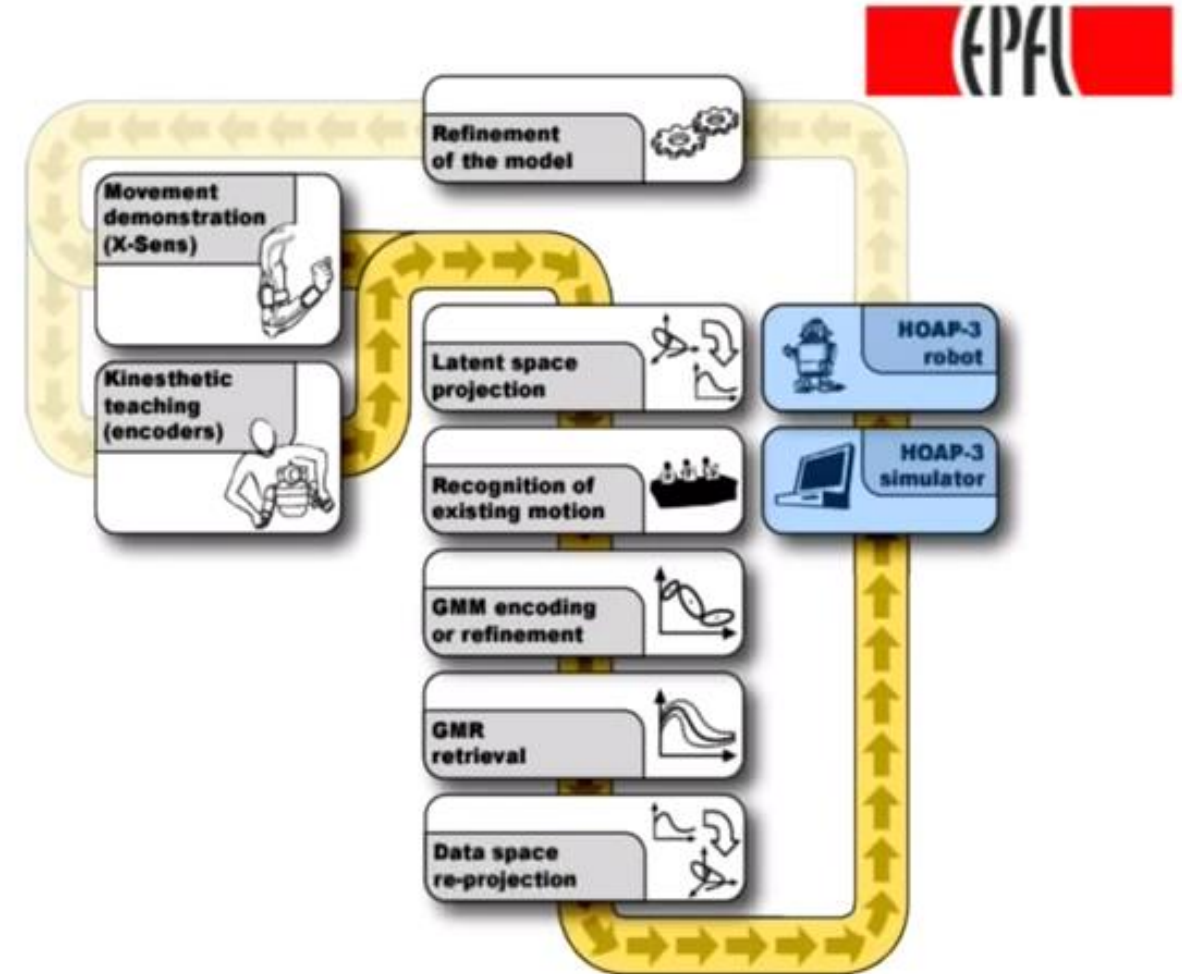 EPFL
Refinement
of the model
Movement
demonstration
(X-Sens)
Kinesthetic
teaching
(encoders)
Latent space
projection
Recognition of
existing motion
GMM encoding
or refinement
GMR
retrieval
Data space
re-projection
HOAP-3
robot
HOAP-3
simulator